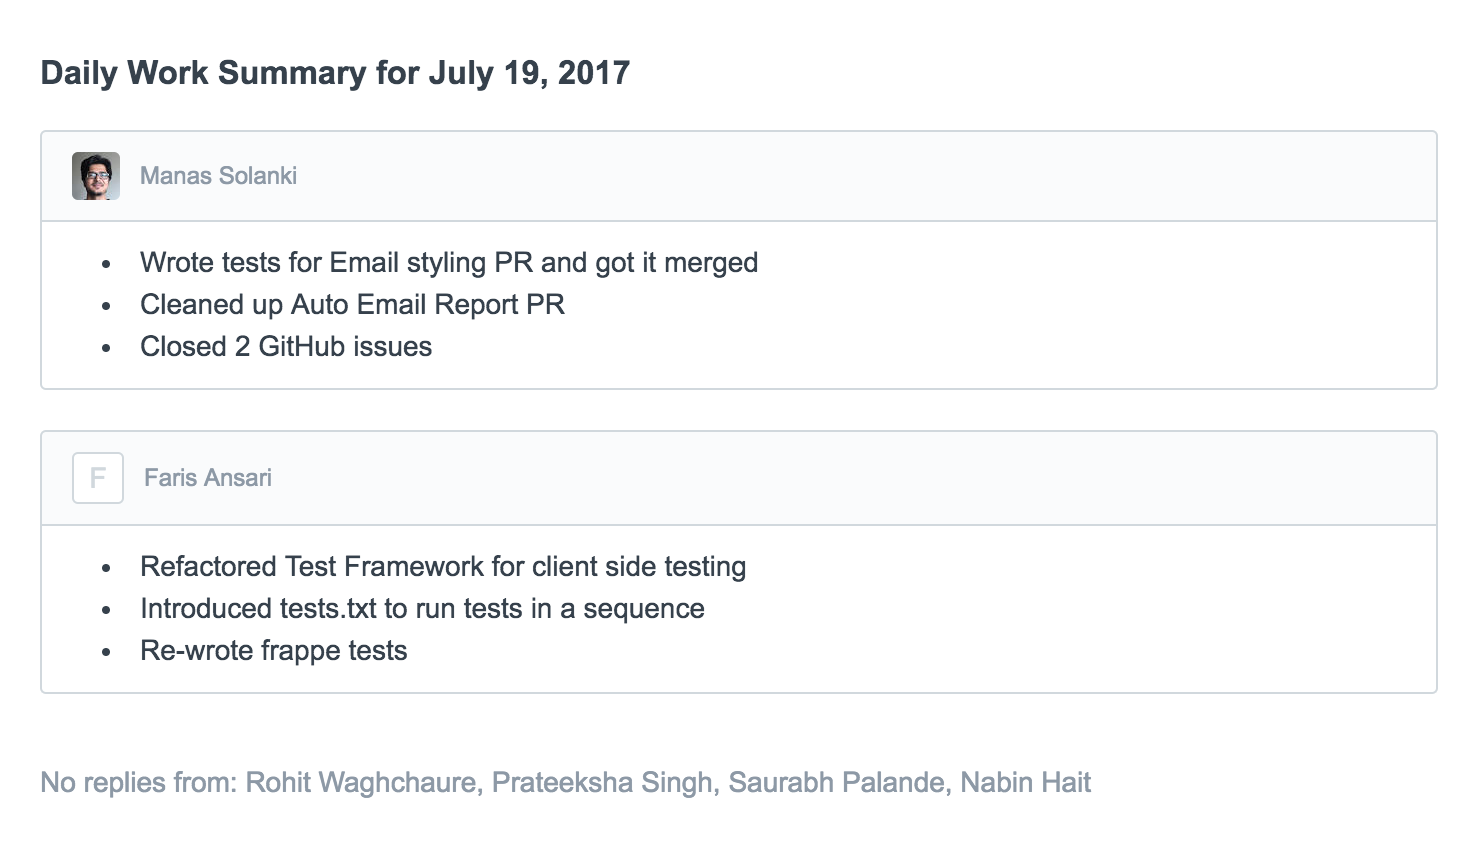 Daily Work Summary for July 19, 2017
Manas Solanki
• Wrote tests for Email styling PR and got it merged
• Cleaned up Auto Email Report PR
• Closed 2 GitHub issues
F
Faris Ansari
• Refactored Test Framework for client side testing
• Introduced tests.txt to run tests in a sequence
• Re-wrote frappe tests
No replies from: Rohit Waghchaure, Prateeksha Singh, Saurabh Palande, Nabin Hait